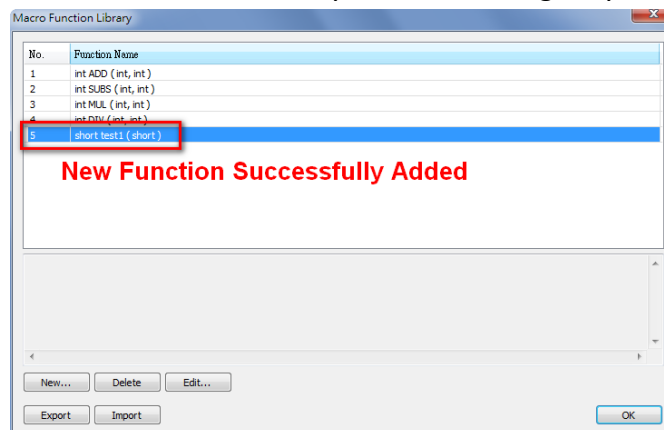 Macro Function Library
No. Function Name
1 int ADD ( int, int )
2 int SUBS ( int, int )
3 int MUL ( int, int )
4 int DIV ( int, int )
5 short test1 ( short )
New Function Successfully Added
New... Delete Edit...
Export Import OK